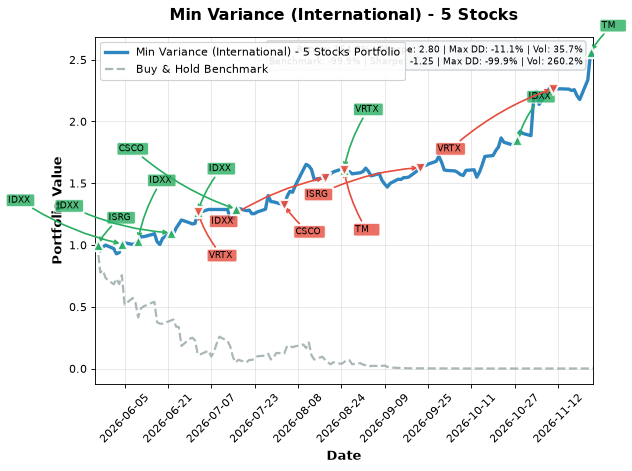 Min Variance (International) - 5 Stocks
TM
Min Variance (International) - 5 Stocks Portfolio
Buy & Hold Benchmark
2.80 | Max DD: -11.1% | Vol: 35.7%
-1.25 | Max DD: -99.9% | Vol: 260.2%
IDXX
VRTX
CSCO
VRTX
IDXX
IDXX
ISRG
IDXX
IDXX
ISRG
IDXX
CSCO
TM
VRTX
Portfolio Value
2.5
2.0
1.5
1.0
0.5
0.0
2026-06-05
2026-06-21
2026-07-07
2026-07-23
2026-08-08
2026-08-24
2026-09-09
2026-09-25
2026-10-11
2026-10-27
2026-11-12
Date